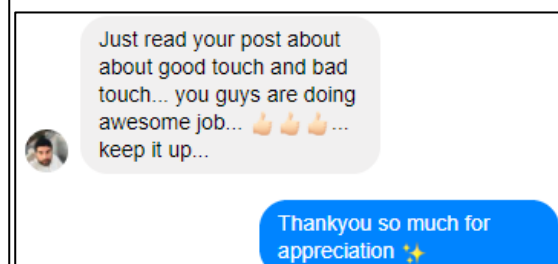 Just read your post about
about good touch and bad
touch... you guys are doing
awesome job... 👍🏻👍🏻👍🏻...
keep it up...
Thankyou so much for
appreciation ✨